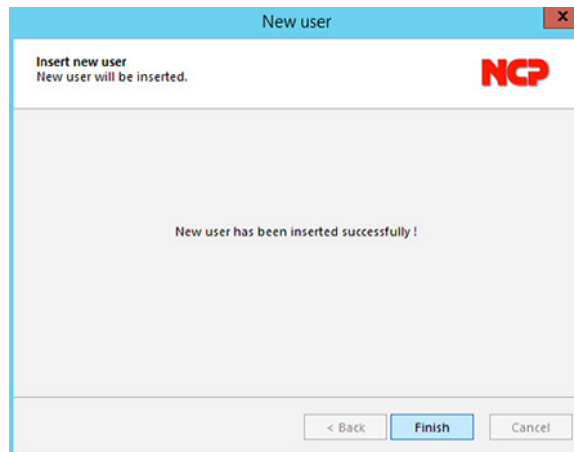 New user
x
Insert new user
New user will be inserted.
NCP
New user has been inserted successfully !
< Back
Finish
Cancel